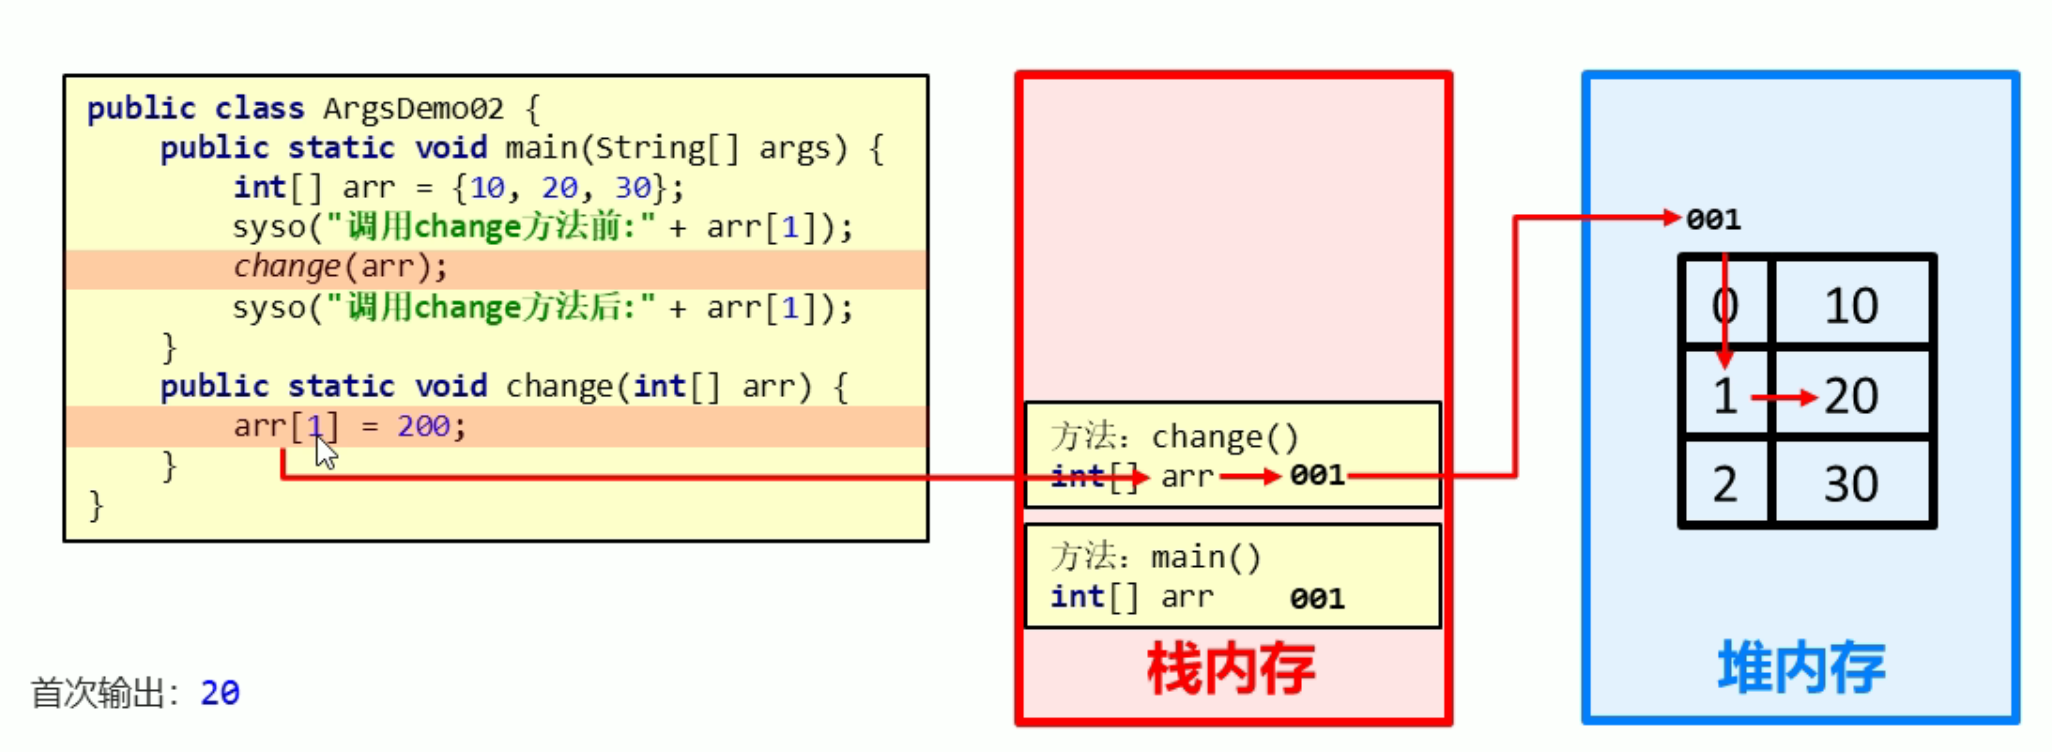 public class ArgsDemo02 {
public static void main(String[] args) {
int[] arr = {10, 20, 30};
syso("调用change方法前:" + arr[1]);
change(arr);
syso("调用change方法后:" + arr[1]);
}
public static void change(int[] arr) {
arr[1] = 200;
}
}
首次输出：20
方法：change()
int[] arr 001
方法：main()
int[] arr 001
栈内存
001
0 10
1 20
2 30
堆内存